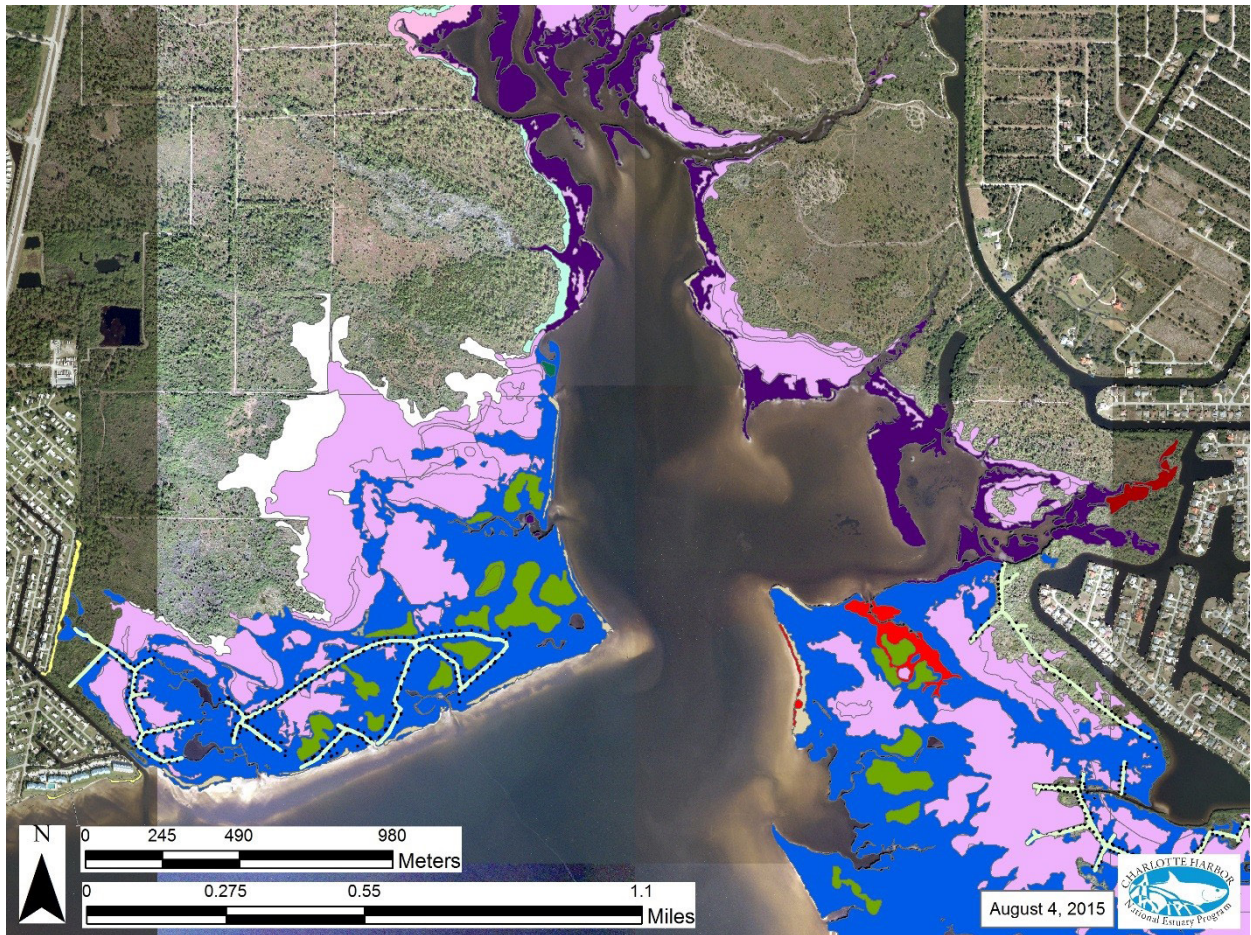 N
0 245 490 980
Meters
0 0.275 0.55 1.1
Miles
August 4, 2015
CHARLOTTE HARBOR
National Estuary Program